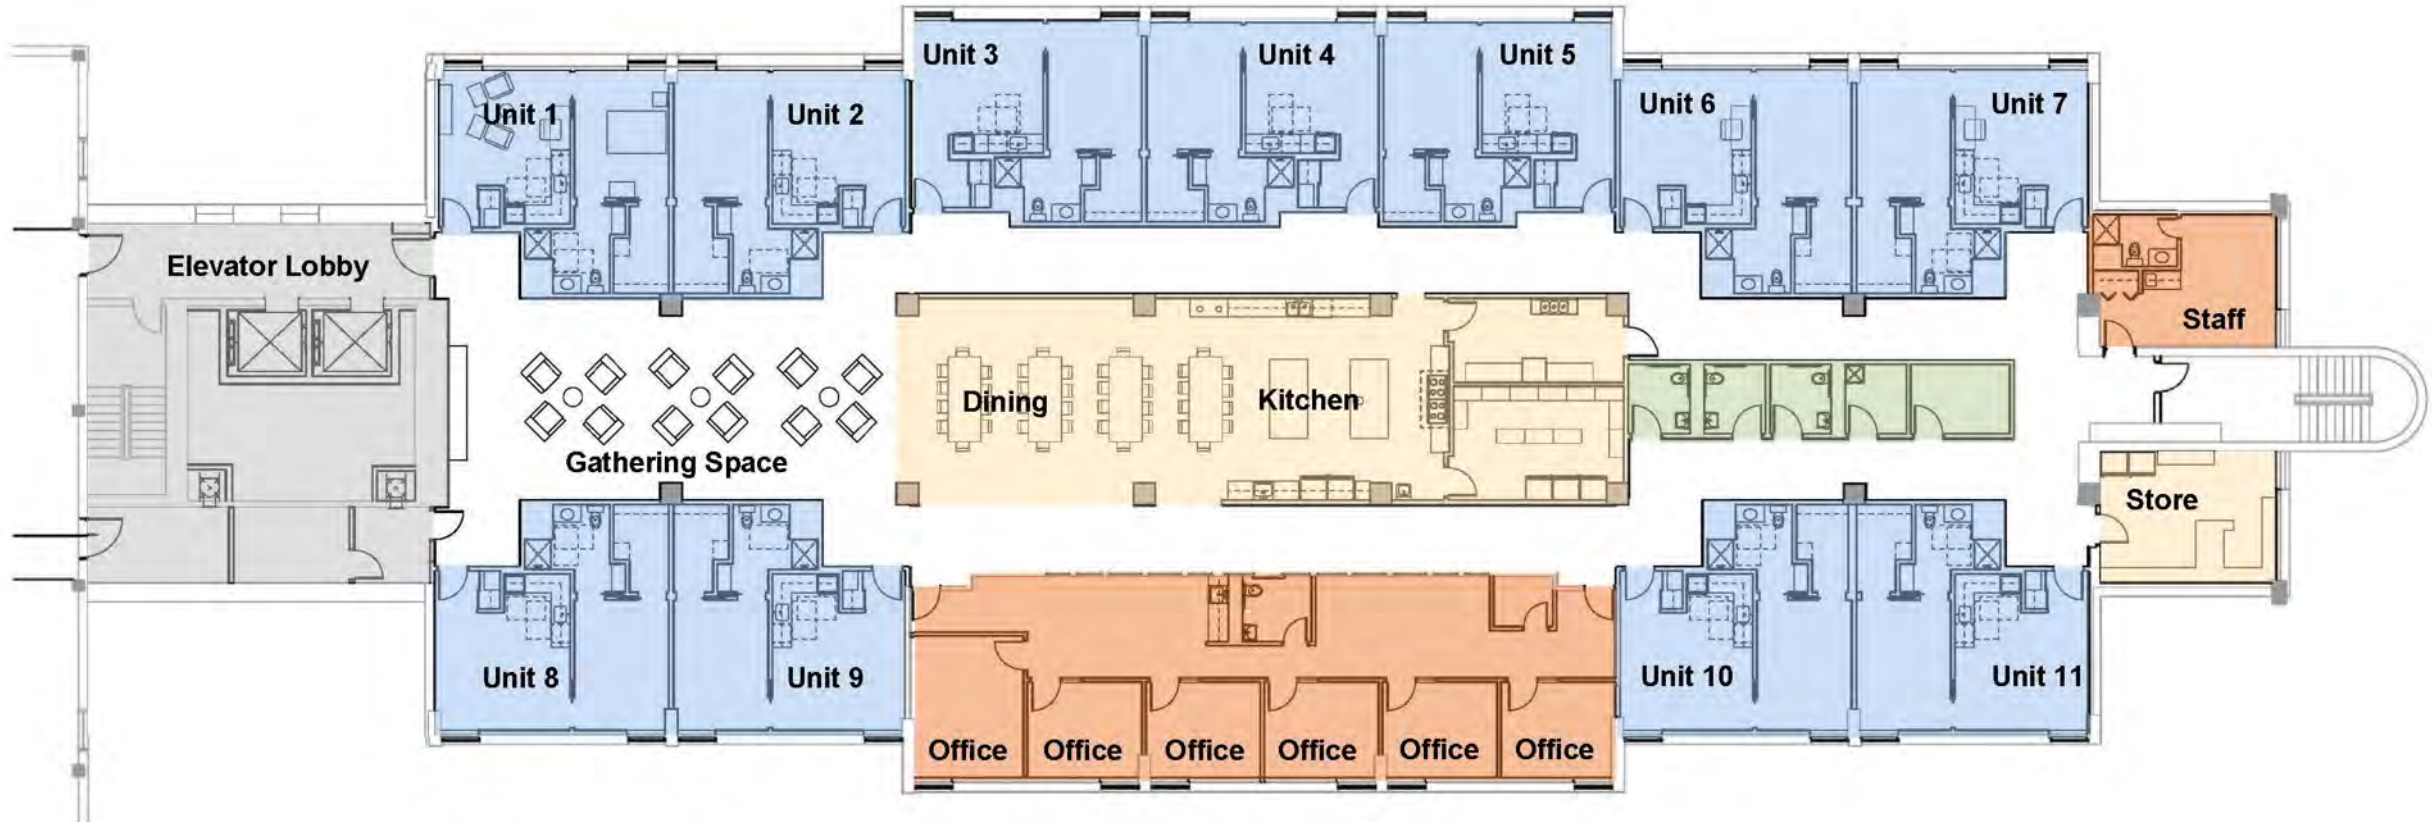 Unit 3
Unit 4
Unit 5
Unit 1
Unit 2
Unit 6
Unit 7
Elevator Lobby
Staff
Dining
Kitchen
Gathering Space
Store
Unit 8
Unit 9
Unit 10
Unit 11
Office
Office
Office
Office
Office
Office